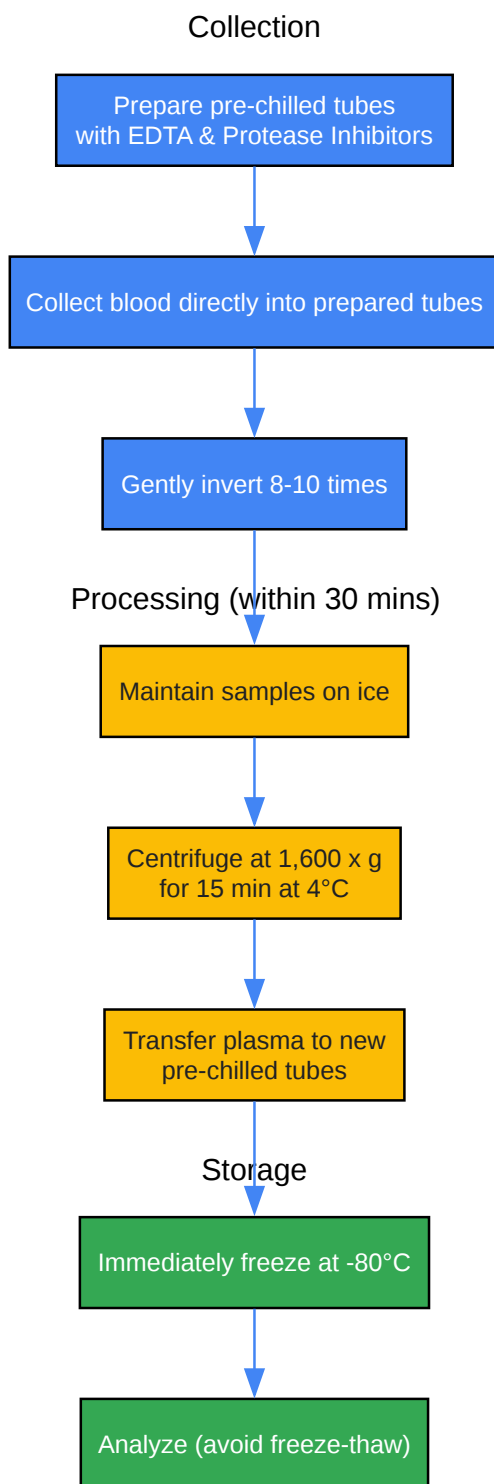 Collection
Prepare pre-chilled tubes
with EDTA & Protease Inhibitors
Collect blood directly into prepared tubes
Gently invert 8-10 times
Processing (within 30 mins)
Maintain samples on ice
Centrifuge at 1,600 x g
for 15 min at 4°C
Transfer plasma to new
pre-chilled tubes
Storage
Immediately freeze at -80°C
Analyze (avoid freeze-thaw)